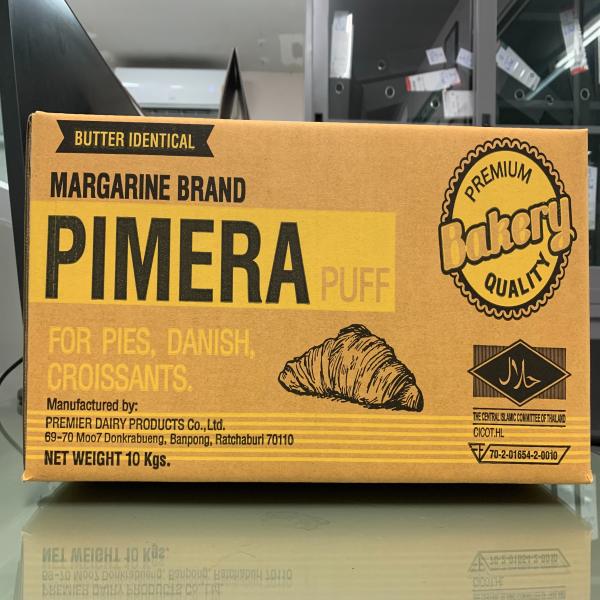 BUTTER IDENTICAL
MARGARINE BRAND
PIMERA PUFF
FOR PIES, DANISH,
CROISSANTS.
Manufactured by:
PREMIER DAIRY PRODUCTS Co.,Ltd.
69-70 Moo7 Donkrabueng, Banpong, Ratchaburi 70110
NET WEIGHT 10 Kgs.
PREMIUM
Bakery
QUALITY
حلال
THE CENTRAL ISLAMIC COMMITTEE OF THAILAND
CICOT.HL
70-2-01654-2-0010